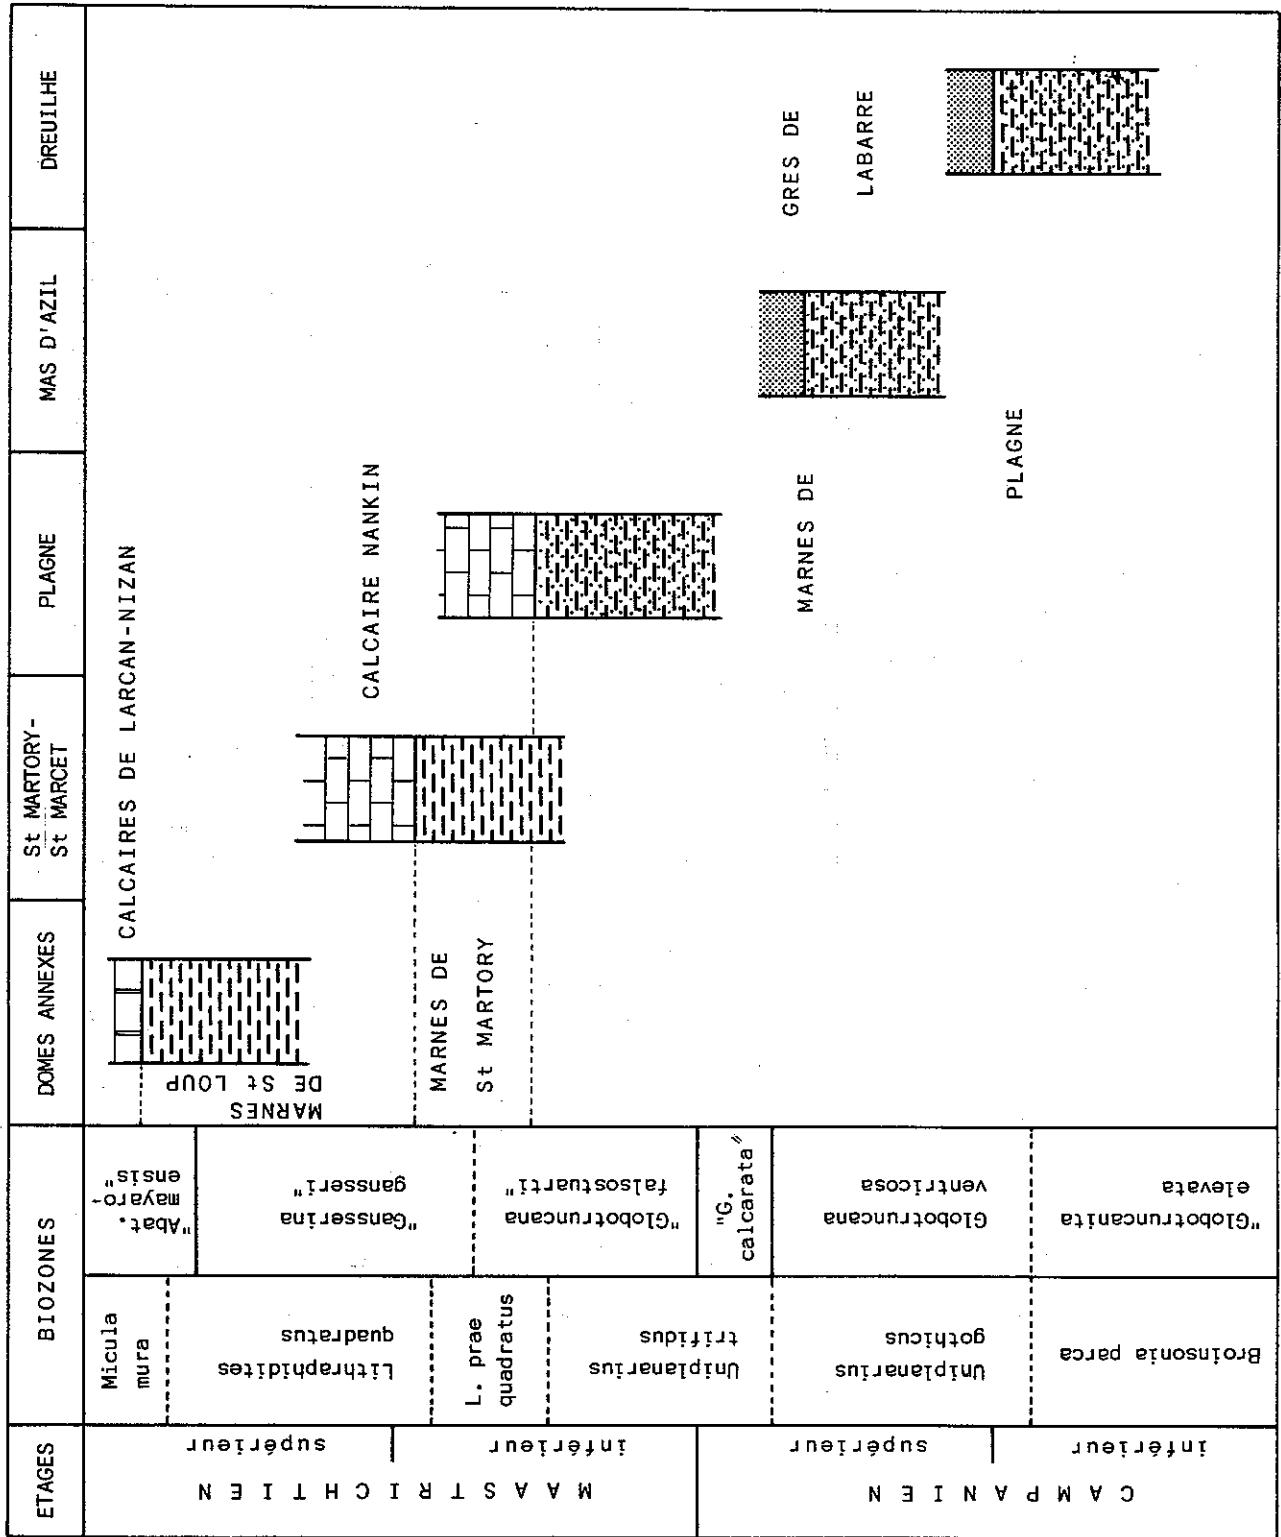 ETAGES
BIOZONES
DOMES ANNEXES
St MARTORY-
St MARCET
PLAGNE
MAS D'AZIL
DREUILHE
MAASTRICHTIEN
supérieur
inférieur
CAMPANIEN
supérieur
inférieur
Micula
mura
Lithraphidites
quadratus
L. prae
quadratus
Uniplanarius
trifidus
Uniplanarius
gothicus
Broinsonia parca
"Abat.
mayaro-
ensis"
"Gansserina
gansseri"
"Globotruncana
falsostuarti"
"G.
calcarata"
Globotruncana
ventricosa
"Globotruncanita
elevata
MARNES
DE St LOUP
MARNES DE
St MARTORY
CALCAIRES DE LARCAN-NIZAN
CALCAIRE NANKIN
MARNES DE
PLAGNE
GRES DE
LABARRE